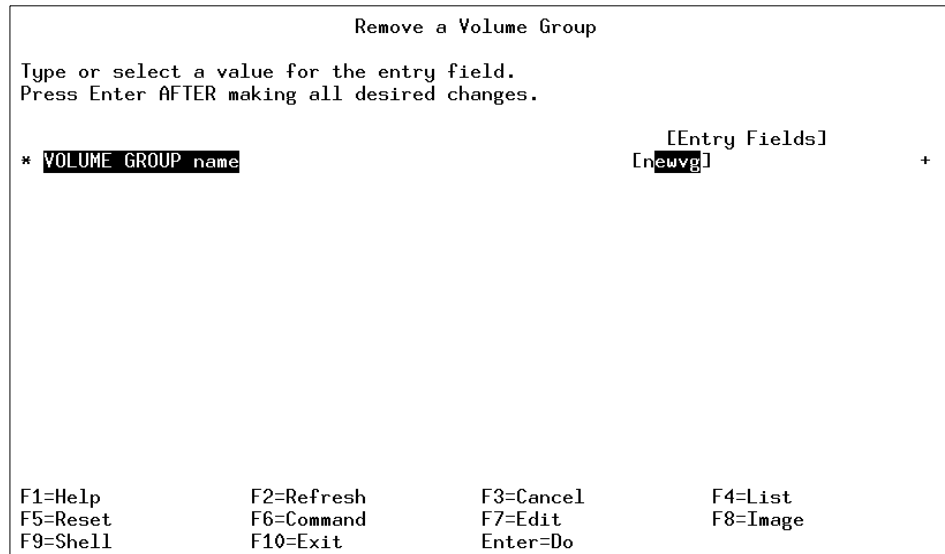 Remove a Volume Group
Type or select a value for the entry field.
Press Enter AFTER making all desired changes.
[Entry Fields]
* VOLUME GROUP name [newvg] +
F1=Help F2=Refresh F3=Cancel F4=List
F5=Reset F6=Command F7=Edit F8=Image
F9=Shell F10=Exit Enter=Do